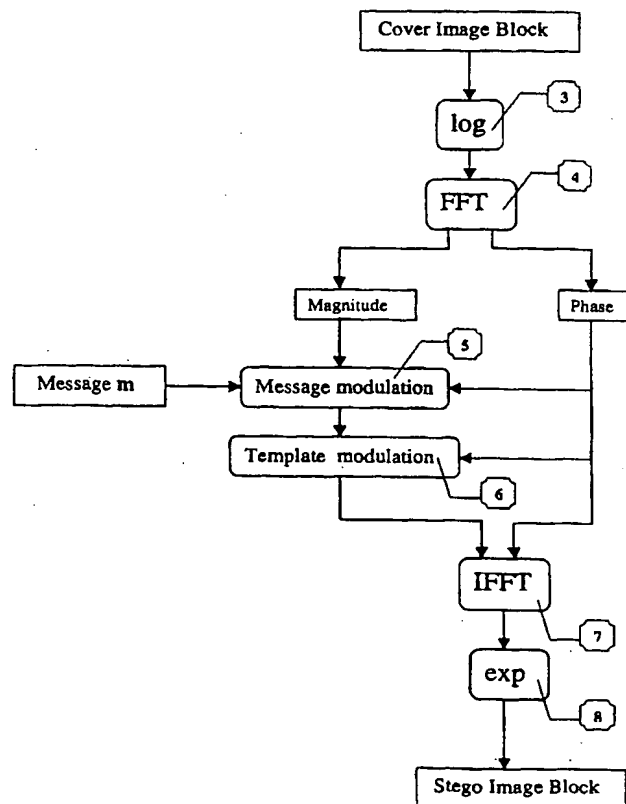 Cover Image Block
3
log
4
FFT
Magnitude
Phase
5
Message m
Message modulation
Template modulation
6
IFFT
7
exp
8
Stego Image Block